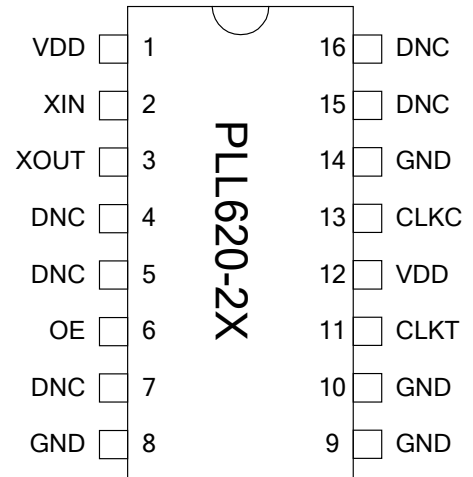 VDD 1 16 DNC
XIN 2 15 DNC
XOUT 3 14 GND
DNC 4 13 CLKC
DNC 5 12 VDD
OE 6 11 CLKT
DNC 7 10 GND
GND 8 9 GND
PLL620-2X